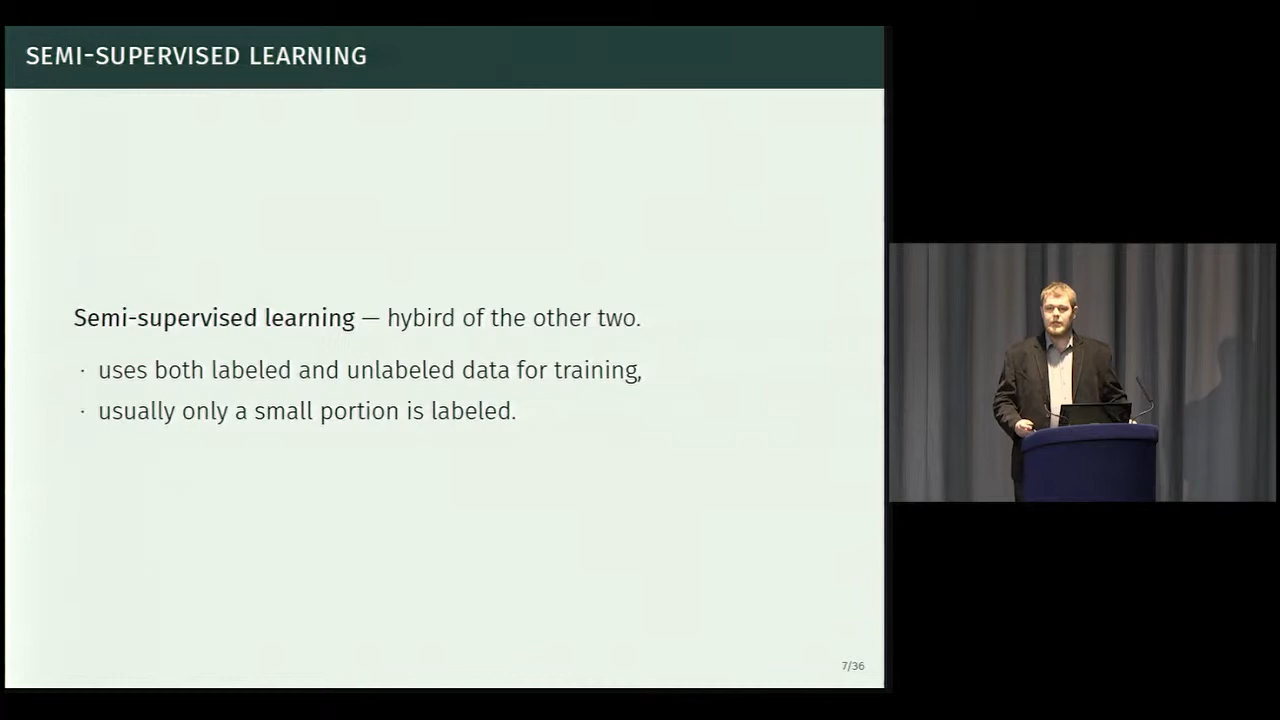 SEMI-SUPERVISED LEARNING
Semi-supervised learning — hybird of the other two.
· uses both labeled and unlabeled data for training,
· usually only a small portion is labeled.
7/36